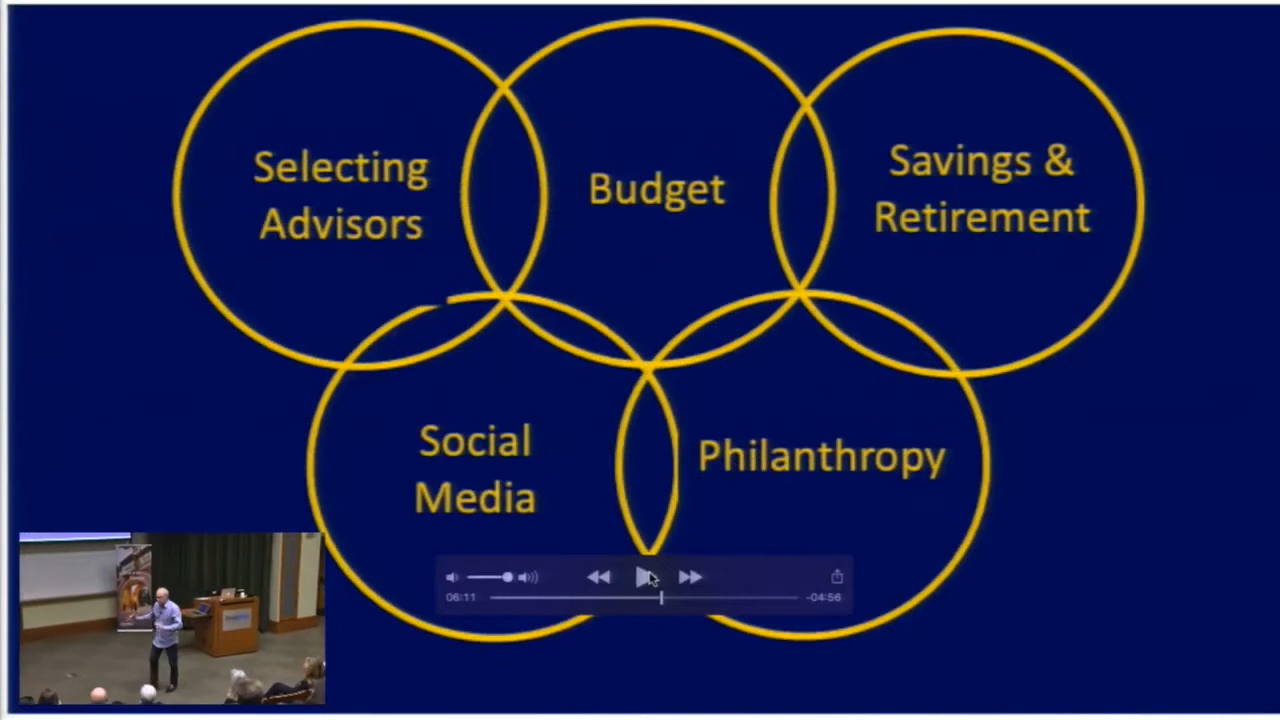 Selecting
Advisors
Budget
Savings &
Retirement
Social
Media
Philanthropy
06:11
-04:56